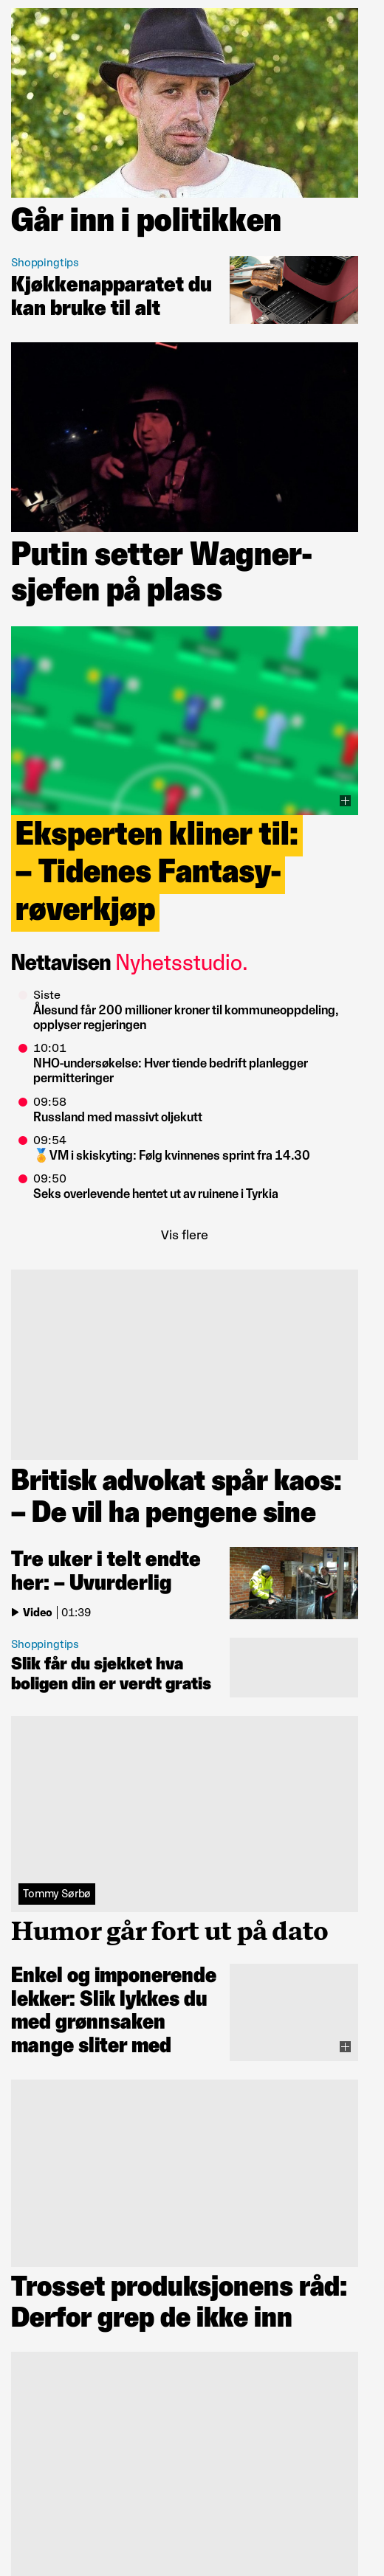 Går inn i politikken
Shoppingtips
Kjøkkenapparatet du
kan bruke til alt
Putin setter Wagner-
sjefen på plass
Eksperten kliner til:
– Tidenes Fantasy-
røverkjøp
Nettavisen Nyhetsstudio.
Siste
Ålesund får 200 millioner kroner til kommuneoppdeling,
opplyser regjeringen
10:01
NHO-undersøkelse: Hver tiende bedrift planlegger
permitteringer
09:58
Russland med massivt oljekutt
09:54
🏅VM i skiskyting: Følg kvinnenes sprint fra 14.30
09:50
Seks overlevende hentet ut av ruinene i Tyrkia
Vis flere
Britisk advokat spår kaos:
– De vil ha pengene sine
Tre uker i telt endte
her: – Uvurderlig
Video | 01:39
Shoppingtips
Slik får du sjekket hva
boligen din er verdt gratis
Tommy Sørbø
Humor går fort ut på dato
Enkel og imponerende
lekker: Slik lykkes du
med grønnsaken
mange sliter med
Trosset produksjonens råd:
Derfor grep de ikke inn